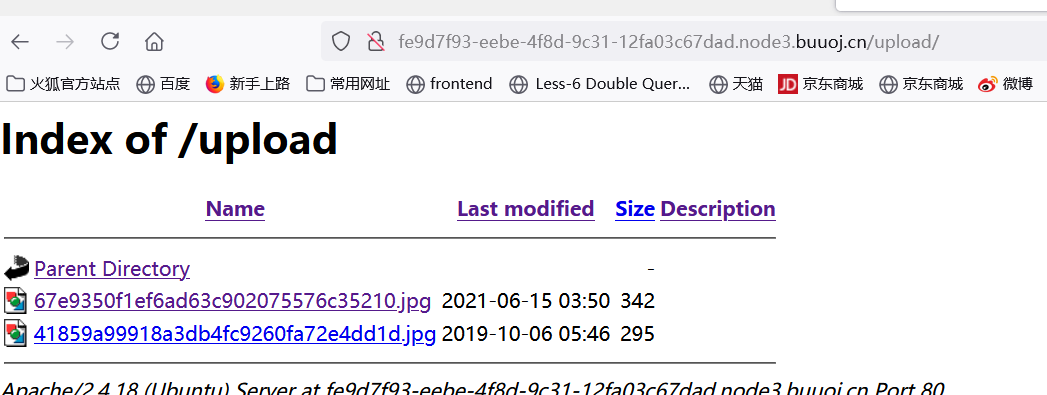 fe9d7f93-eebe-4f8d-9c31-12fa03c67dad.node3.buuoj.cn/upload/
火狐官方站点 百度 新手上路 常用网址 frontend Less-6 Double Quer... 天猫 JD 京东商城 京东商城 微博
Index of /upload
Name Last modified Size Description
Parent Directory -
67e9350f1ef6ad63c902075576c35210.jpg 2021-06-15 03:50 342
41859a99918a3db4fc9260fa72e4dd1d.jpg 2019-10-06 05:46 295
Apache/2.4.18 (Ubuntu) Server at fe9d7f93-eebe-4f8d-9c31-12fa03c67dad.node3.buuoj.cn Port 80